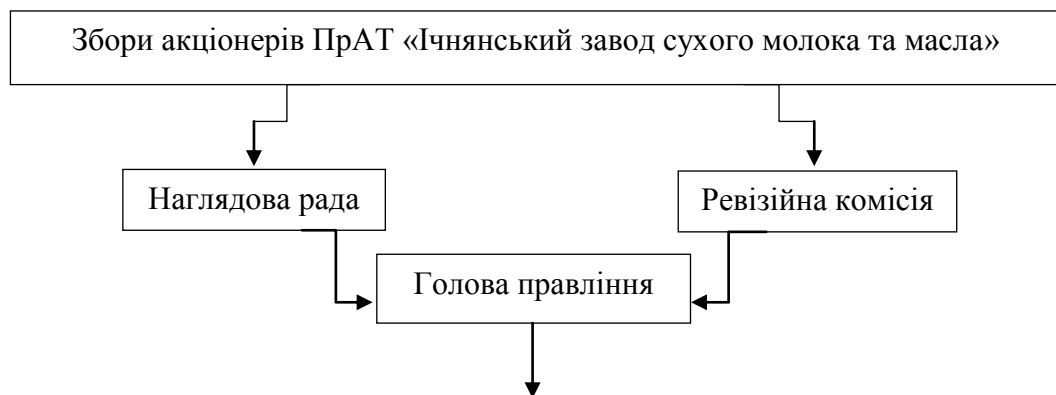 Збори акціонерів ПрАТ «Ічнянський завод сухого молока та масла»
Наглядова рада
Ревізійна комісія
Голова правління